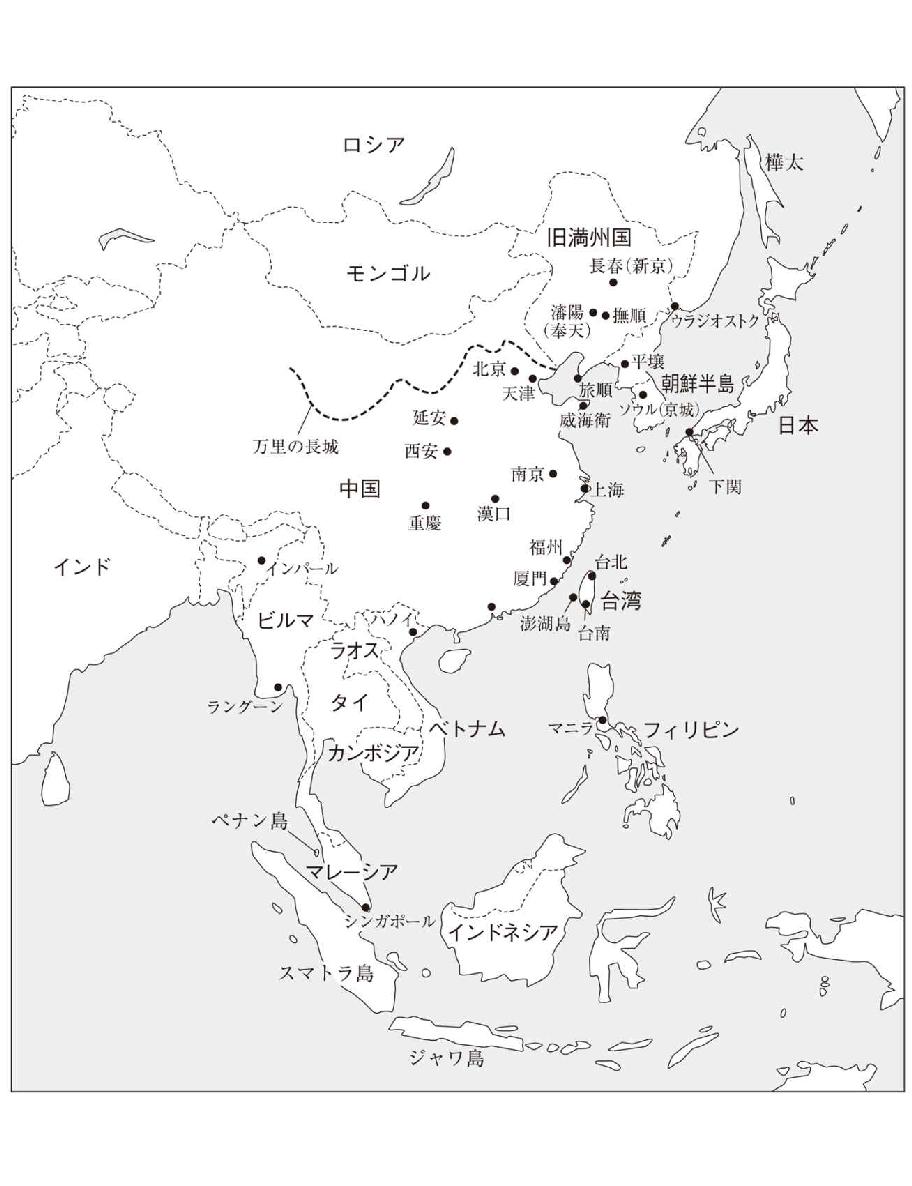 ロシア
樺太
旧満州国
長春(新京)
モンゴル
瀋陽
(奉天)
撫順
ウラジオストク
北京
天津
旅順
平壌
朝鮮半島
ソウル(京城)
威海衛
日本
延安
万里の長城
西安
下関
中国
南京
上海
重慶
漢口
福州
台北
インド
インパール
厦門
台湾
澎湖島
台南
ビルマ
ハノイ
ラオス
タイ
ラングーン
ベトナム
マニラ
フィリピン
カンボジア
ペナン島
マレーシア
シンガポール
インドネシア
スマトラ島
ジャワ島